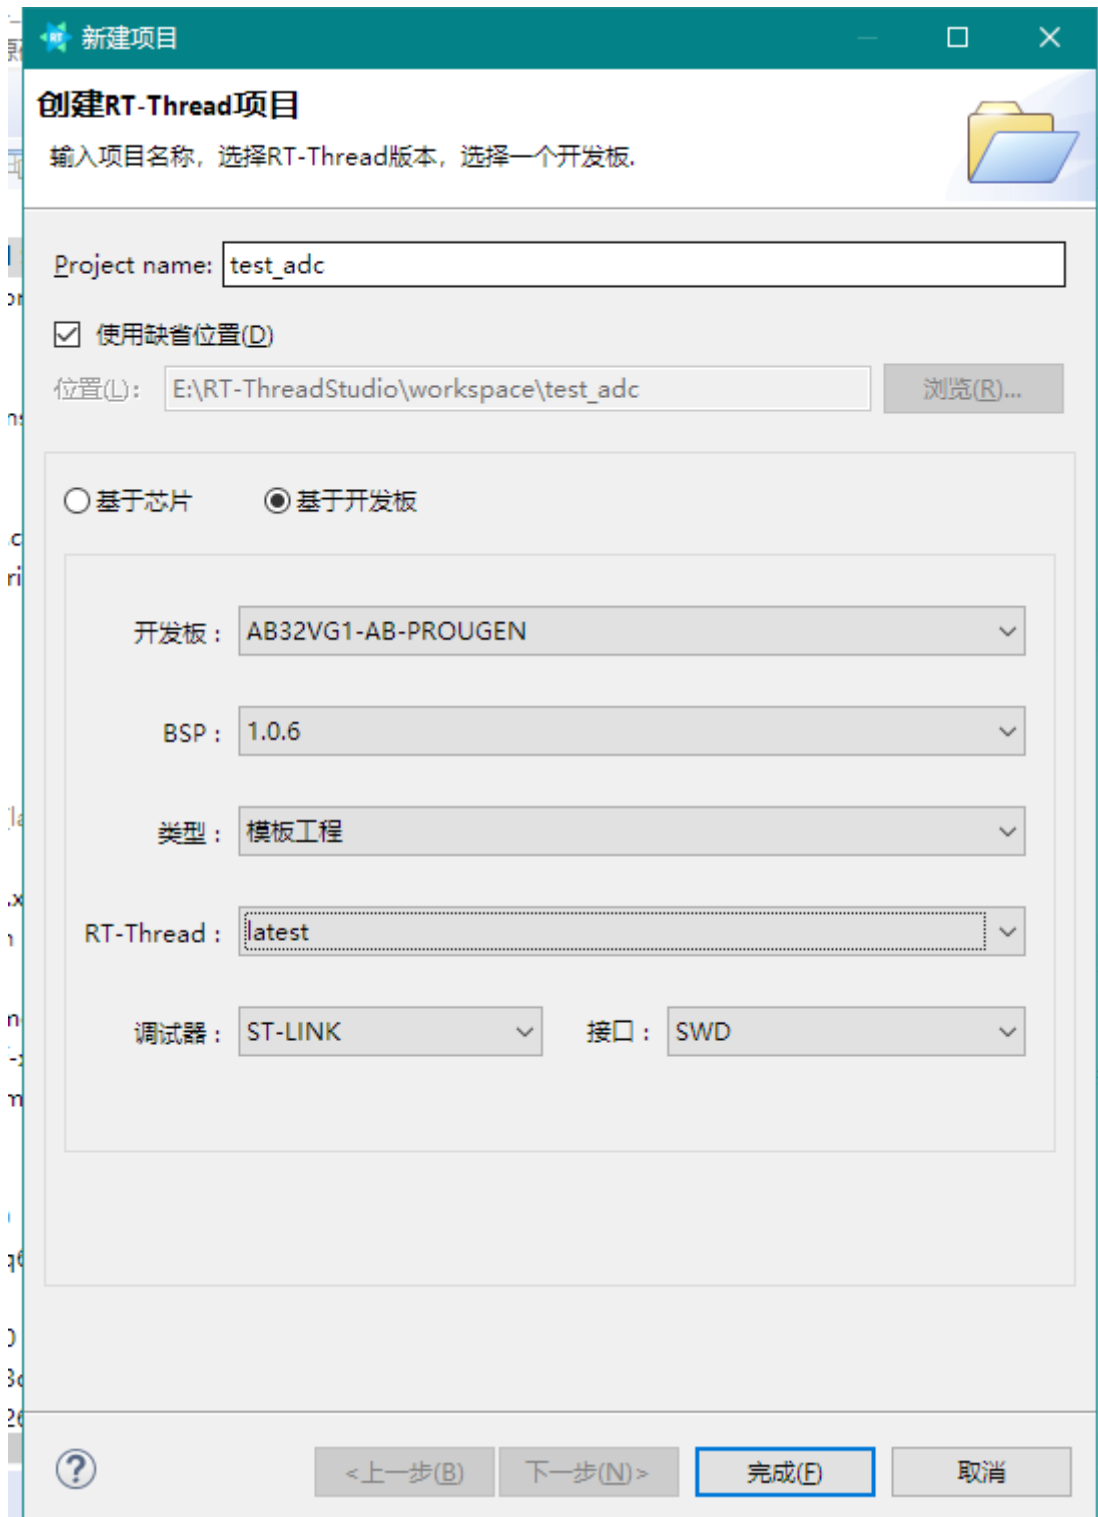 RT 新建项目
创建RT-Thread项目
输入项目名称，选择RT-Thread版本，选择一个开发板.
Project name: test_adc
使用缺省位置(D)
位置(L): E:\RT-ThreadStudio\workspace\test_adc 浏览(R)...
基于芯片 基于开发板
开发板： AB32VG1-AB-PROUGEN
BSP： 1.0.6
类型： 模板工程
RT-Thread： latest
调试器： ST-LINK 接口： SWD
<上一步(B) 下一步(N)> 完成(F) 取消